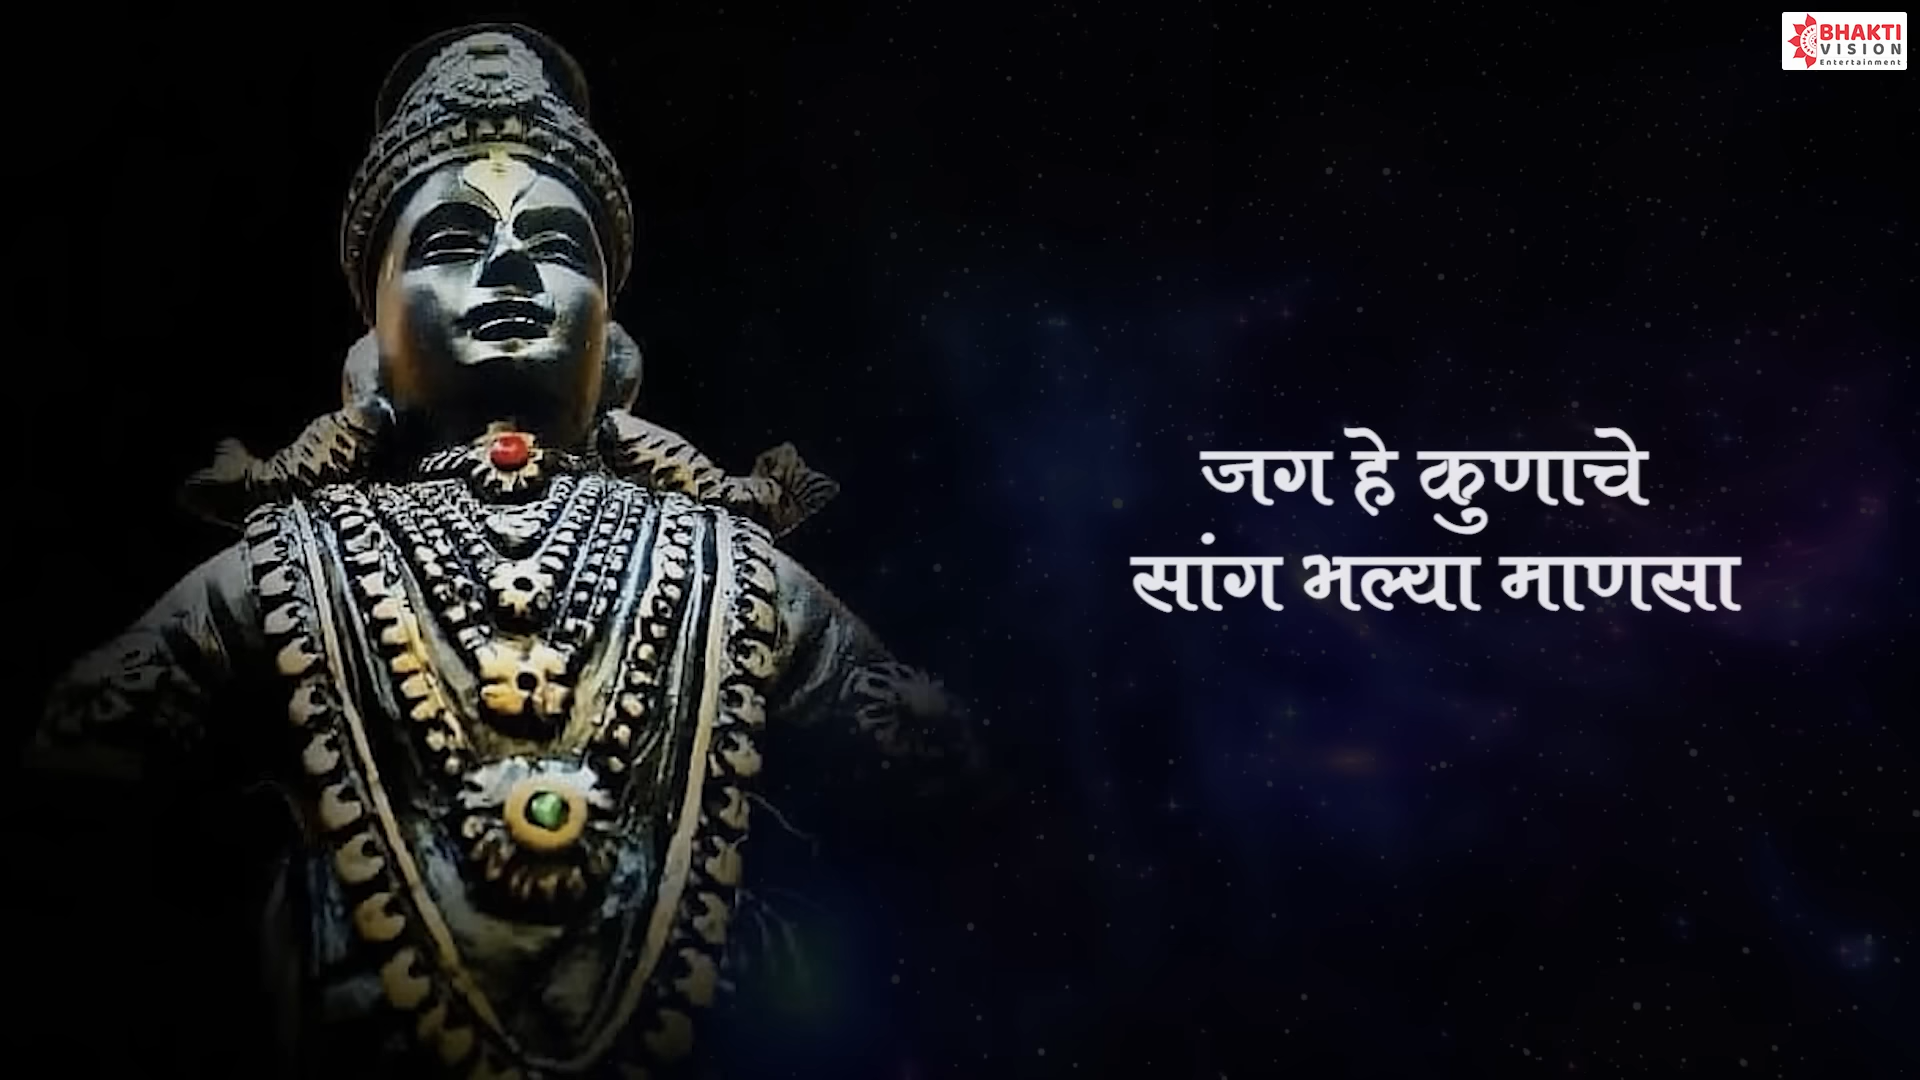 BHAKTI
VISION
Entertainment
जग हे कुणाचे
सांग भल्या माणसा